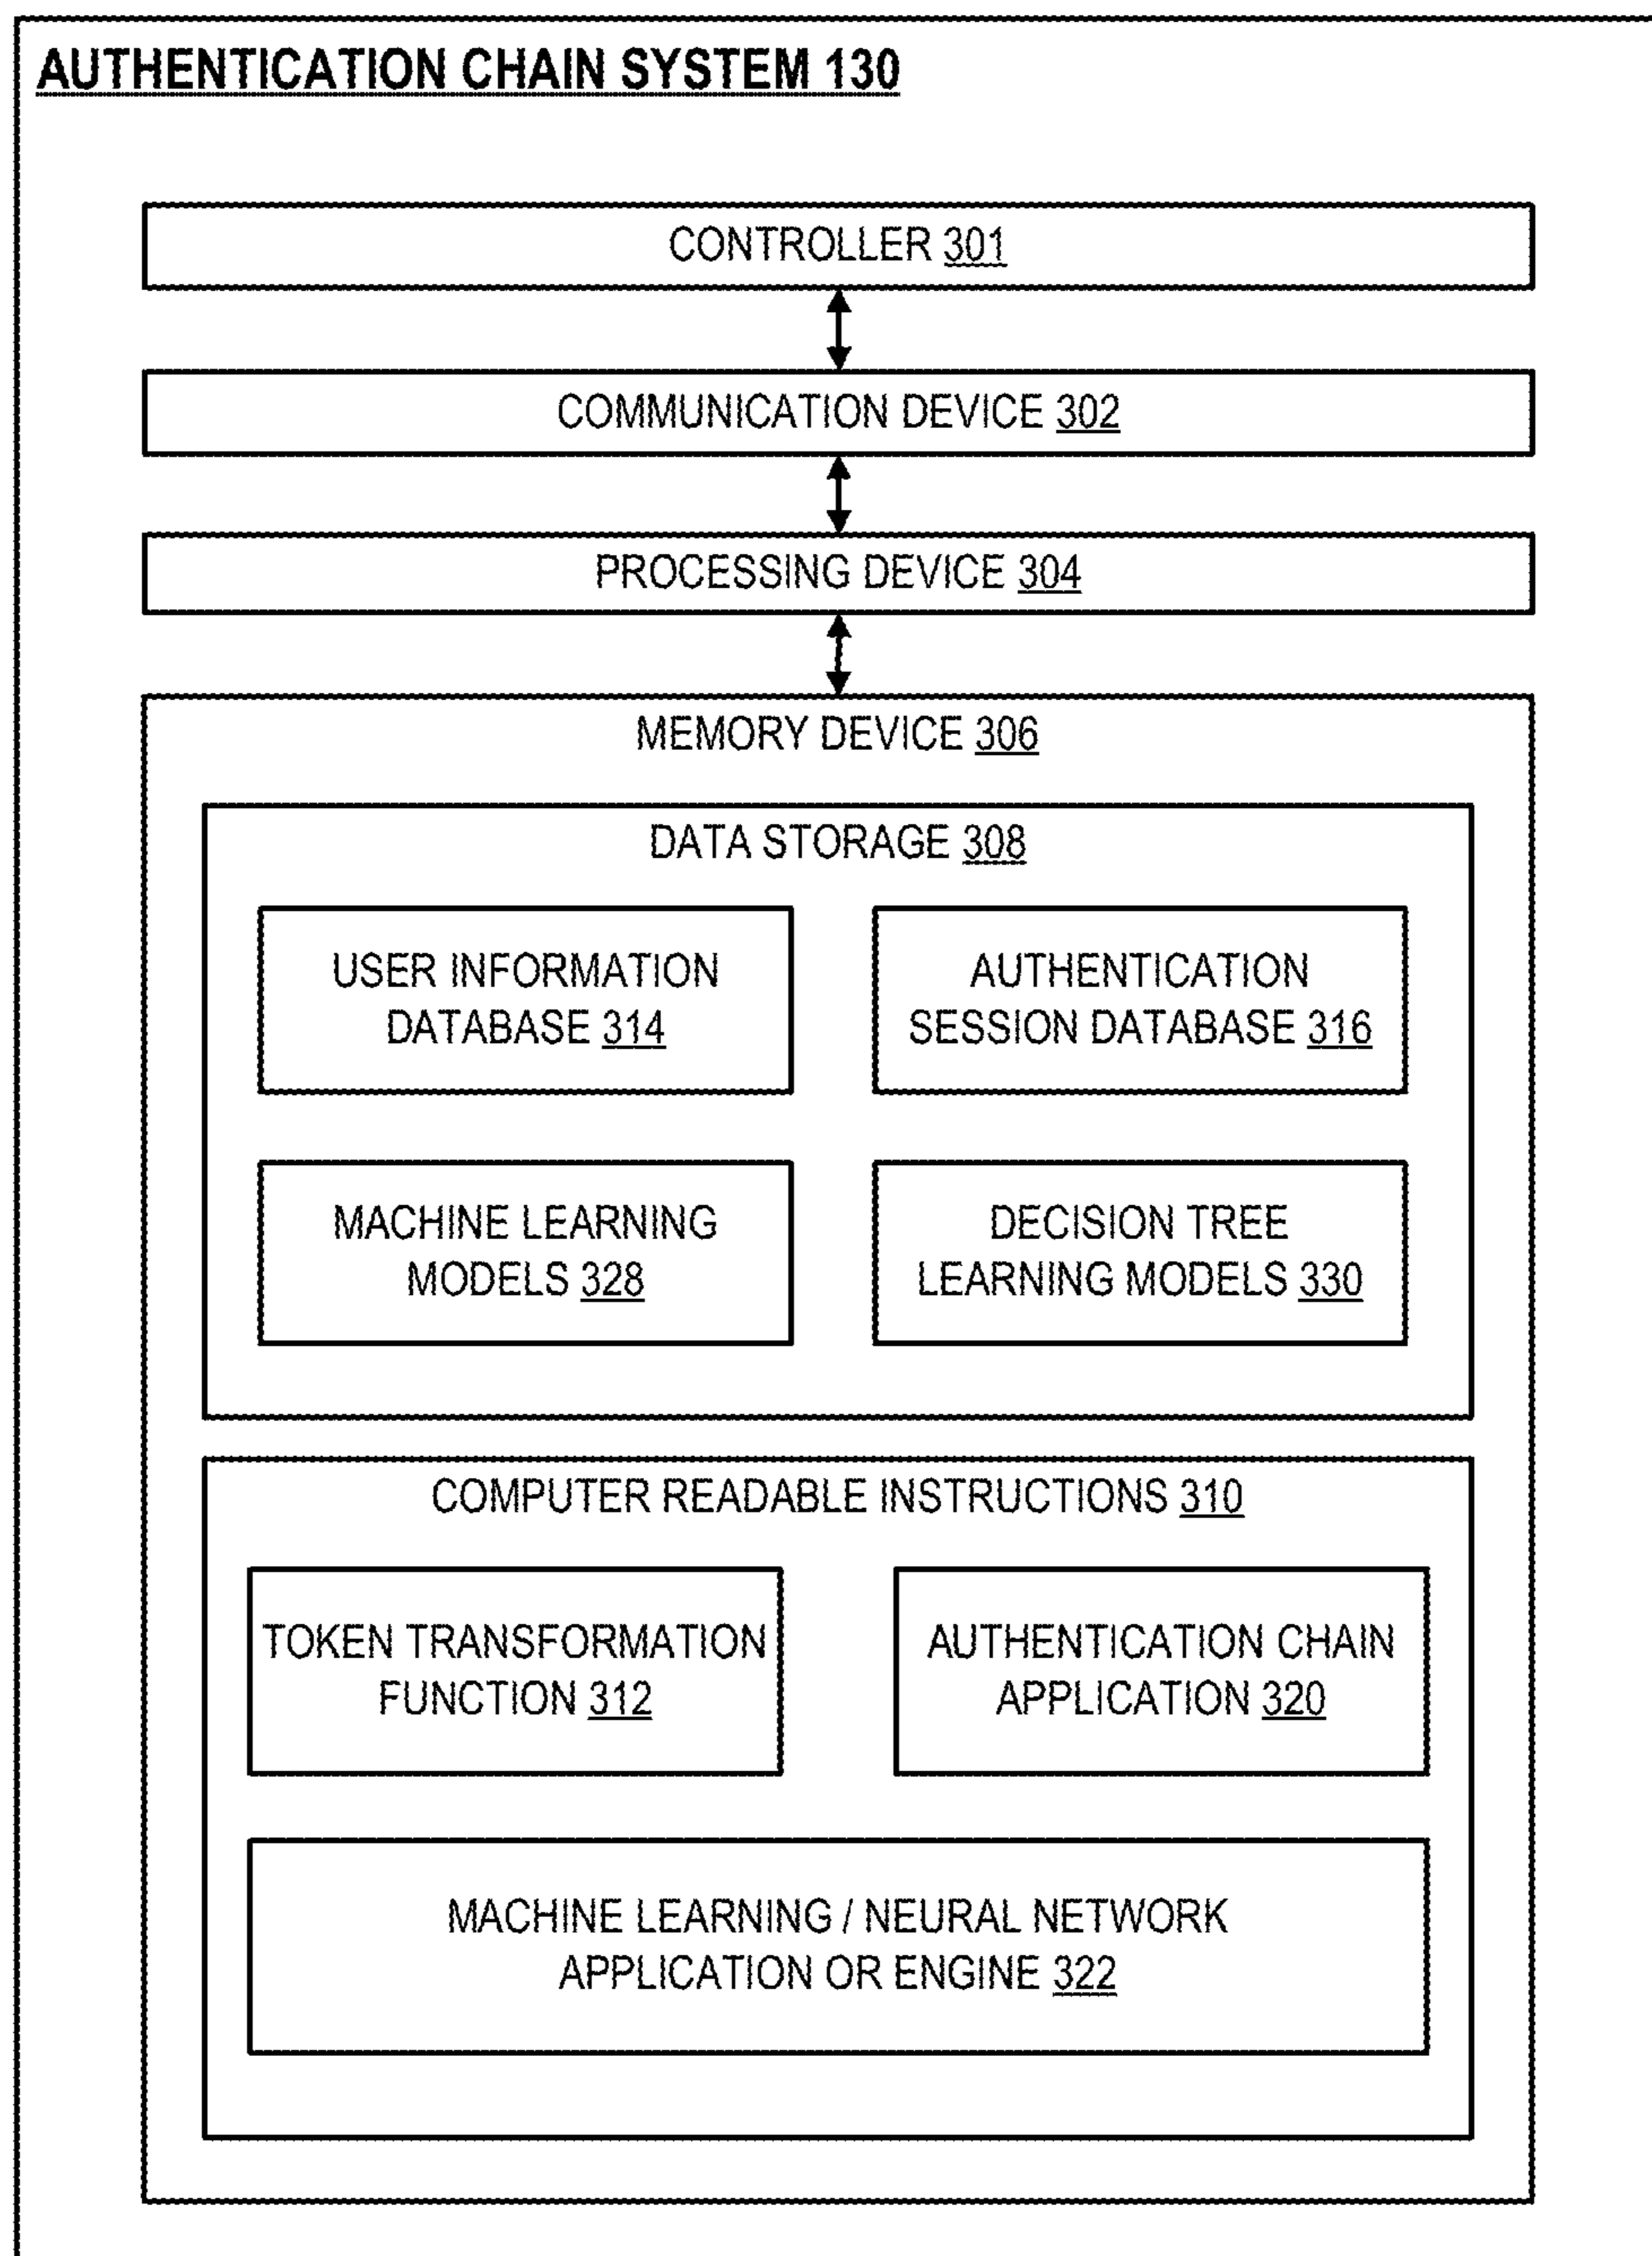 AUTHENTICATION CHAIN SYSTEM 130
CONTROLLER 301
COMMUNICATION DEVICE 302
PROCESSING DEVICE 304
MEMORY DEVICE 306
DATA STORAGE 308
USER INFORMATION
DATABASE 314
AUTHENTICATION
SESSION DATABASE 316
MACHINE LEARNING
MODELS 328
DECISION TREE
LEARNING MODELS 330
COMPUTER READABLE INSTRUCTIONS 310
TOKEN TRANSFORMATION
FUNCTION 312
AUTHENTICATION CHAIN
APPLICATION 320
MACHINE LEARNING / NEURAL NETWORK
APPLICATION OR ENGINE 322